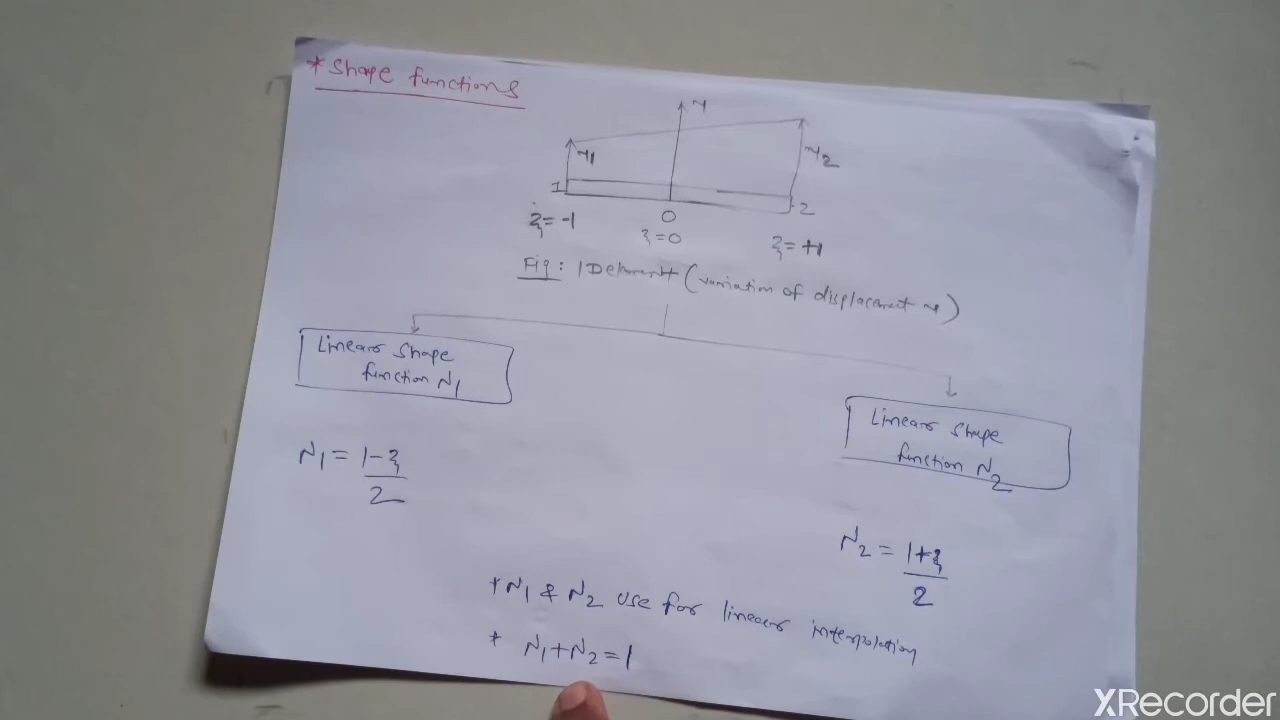 * Shape functions
u
u1
u2
1
2
0
ξ = -1
ξ = 0
ξ = +1
Fig : 1D element (variation of displacement u)
Linear shape
function N1
Linear shape
function N2
N1 = 1-ξ
2
N2 = 1+ξ
2
* N1 & N2 use for linear interpolation
* N1+N2 = 1
XRecorder